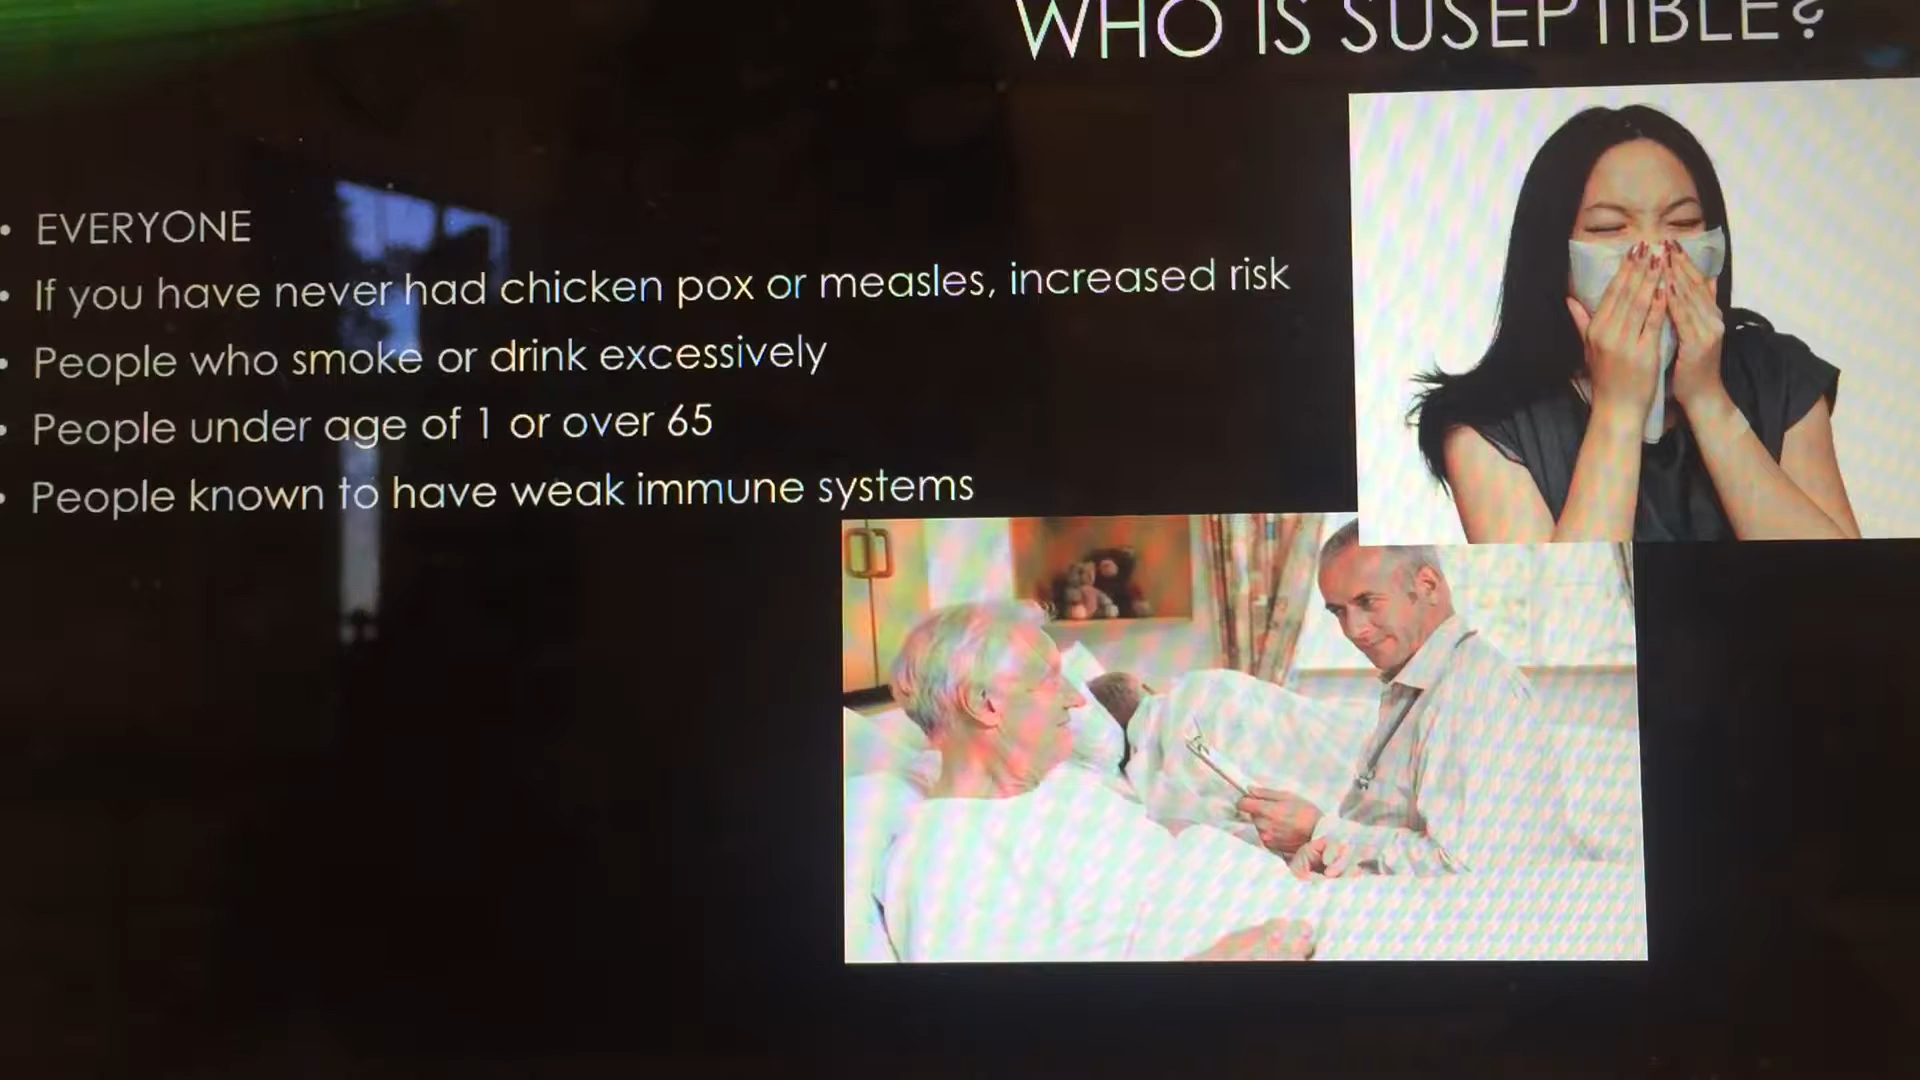 WHO IS SUSEPTIBLE?
• EVERYONE
• If you have never had chicken pox or measles, increased risk
• People who smoke or drink excessively
• People under age of 1 or over 65
• People known to have weak immune systems